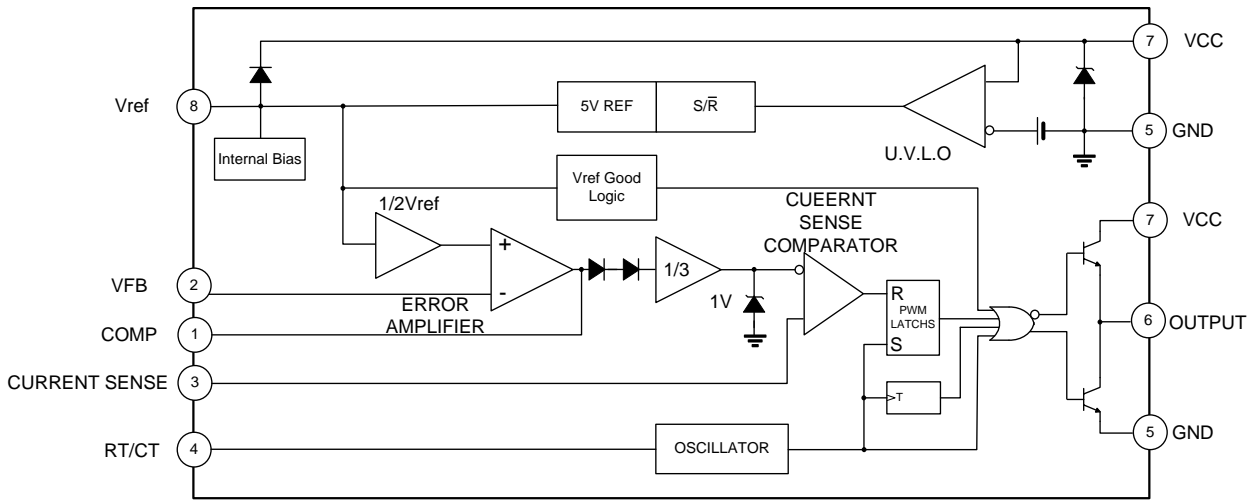 7 VCC
Vref 8
5V REF
S/R̅
5 GND
Internal Bias
U.V.L.O
Vref Good
Logic
1/2Vref
CUEERNT
SENSE
COMPARATOR
7 VCC
+
-
1/3
VFB 2
ERROR
AMPLIFIER
1V
R
PWM
LATCHS
S
6 OUTPUT
COMP 1
CURRENT SENSE 3
T
5 GND
RT/CT 4
OSCILLATOR